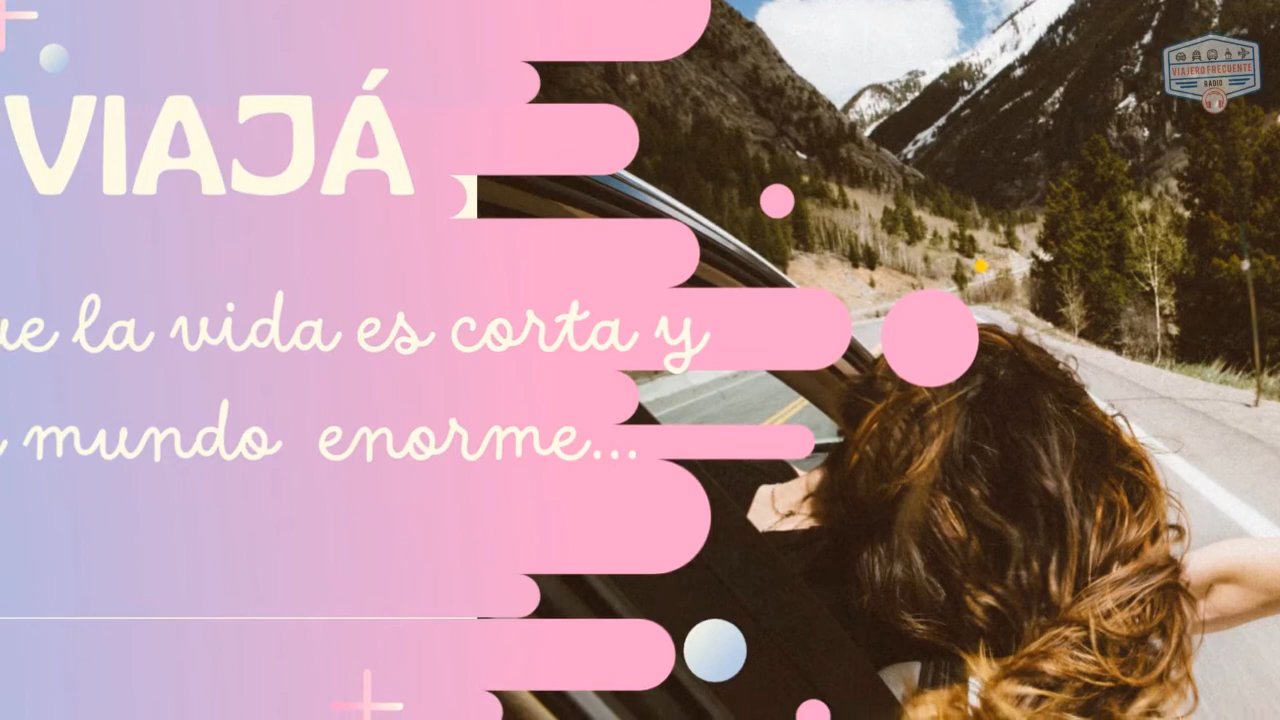 VIAJÁ
ue la vida es corta y
mundo enorme...
VIAJERO FRECUENTE
RADIO